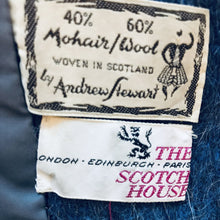 40% 60%
Mohair/Wool
WOVEN IN SCOTLAND
by Andrew Stewart
LONDON-EDINBURGH-PARIS
THE
SCOTCH
HOUSE